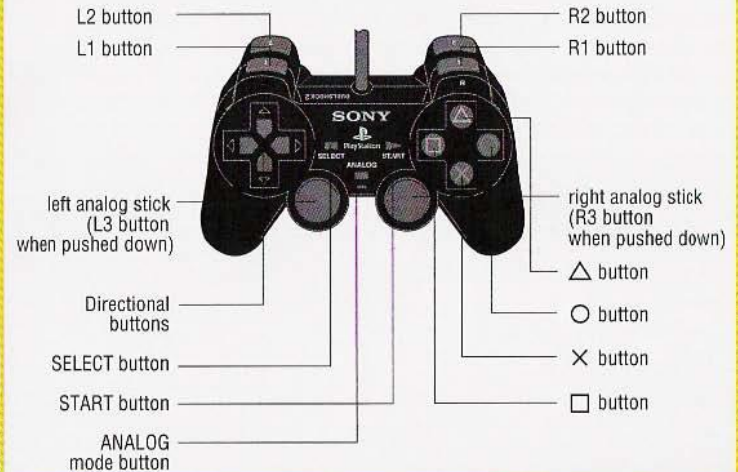 L2 button
L1 button
R2 button
R1 button
DUALSHOCK 2
SONY
PlayStation
SELECT
START
ANALOG
left analog stick
(L3 button
when pushed down)
right analog stick
(R3 button
when pushed down)
△ button
Directional
buttons
○ button
SELECT button
✕ button
START button
□ button
ANALOG
mode button